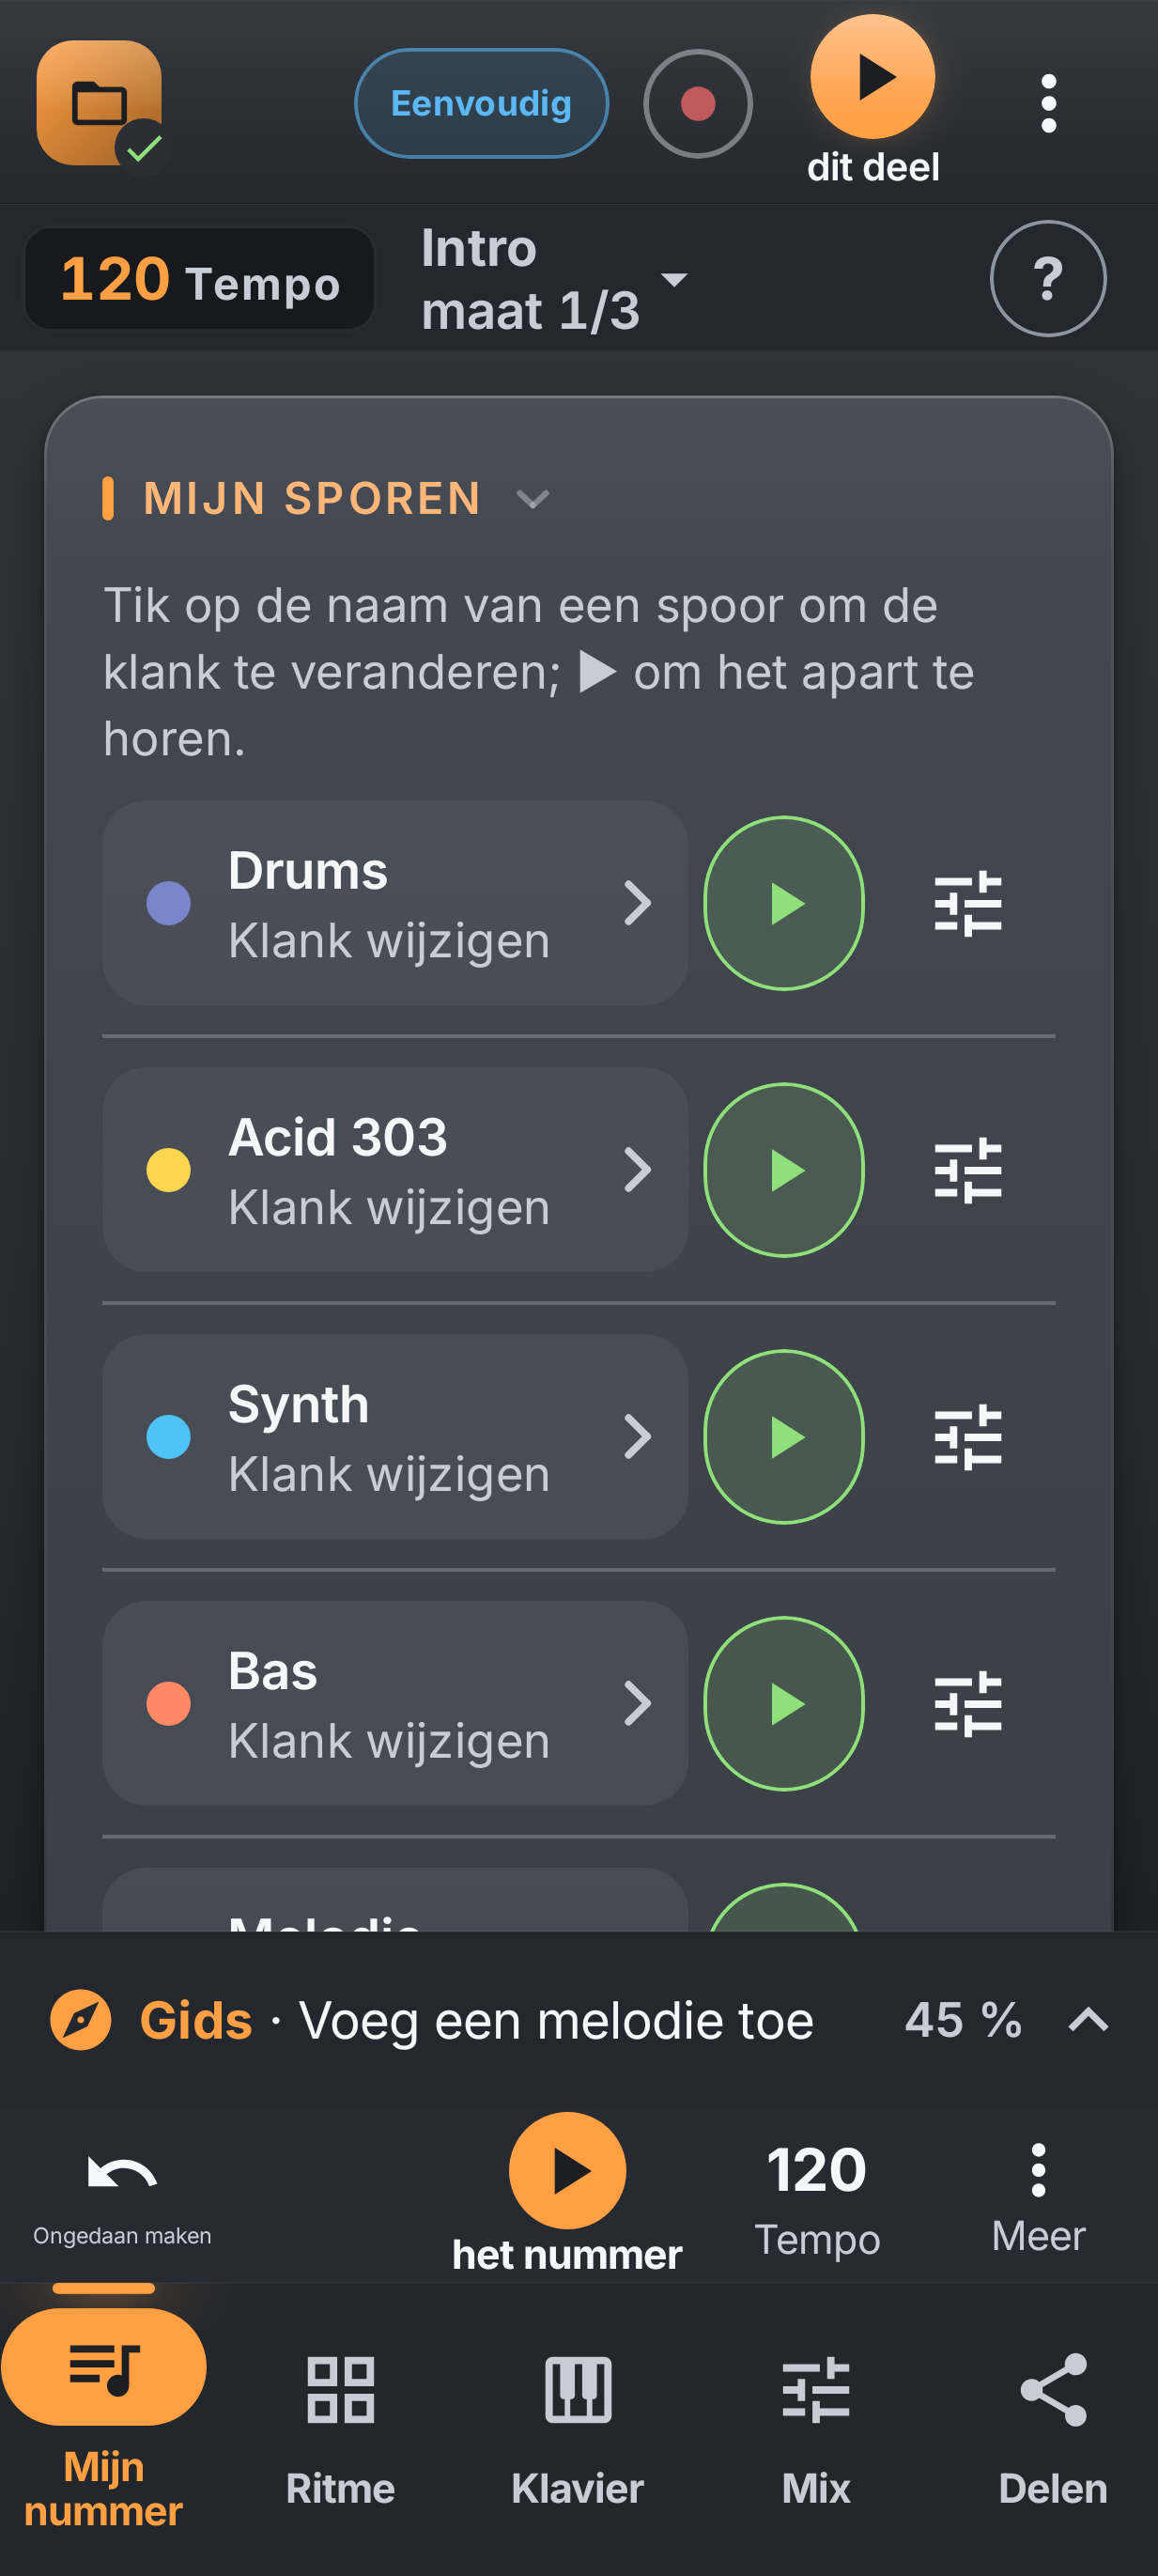 Eenvoudig
dit deel
120 Tempo
Intro
maat 1/3
?
MIJN SPOREN
Tik op de naam van een spoor om de
klank te veranderen; ▶ om het apart te
horen.
Drums
Klank wijzigen
Acid 303
Klank wijzigen
Synth
Klank wijzigen
Bas
Klank wijzigen
Melodie
Gids · Voeg een melodie toe
45 %
Ongedaan maken
het nummer
120
Tempo
Meer
Mijn
nummer
Ritme
Klavier
Mix
Delen